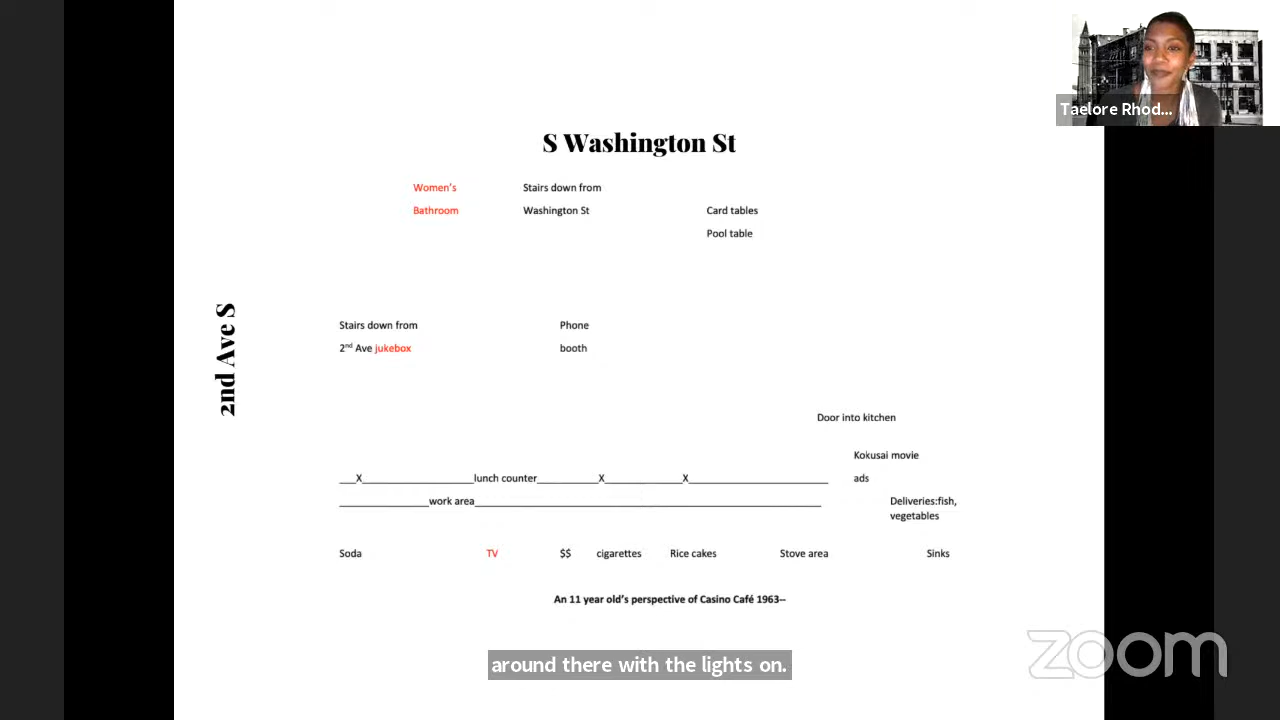 Taelore Rhod...
S Washington St
Women's Stairs down from
Bathroom Washington St Card tables
Pool table
2nd Ave S
Stairs down from Phone
2nd Ave jukebox booth
Door into kitchen
Kokusai movie
___X________________lunch counter___________X______________X_________________________ ads
________________work area______________________________________________________________ Deliveries:fish,
vegetables
Soda TV $$ cigarettes Rice cakes Stove area Sinks
An 11 year old's perspective of Casino Café 1963--
around there with the lights on.
zoom